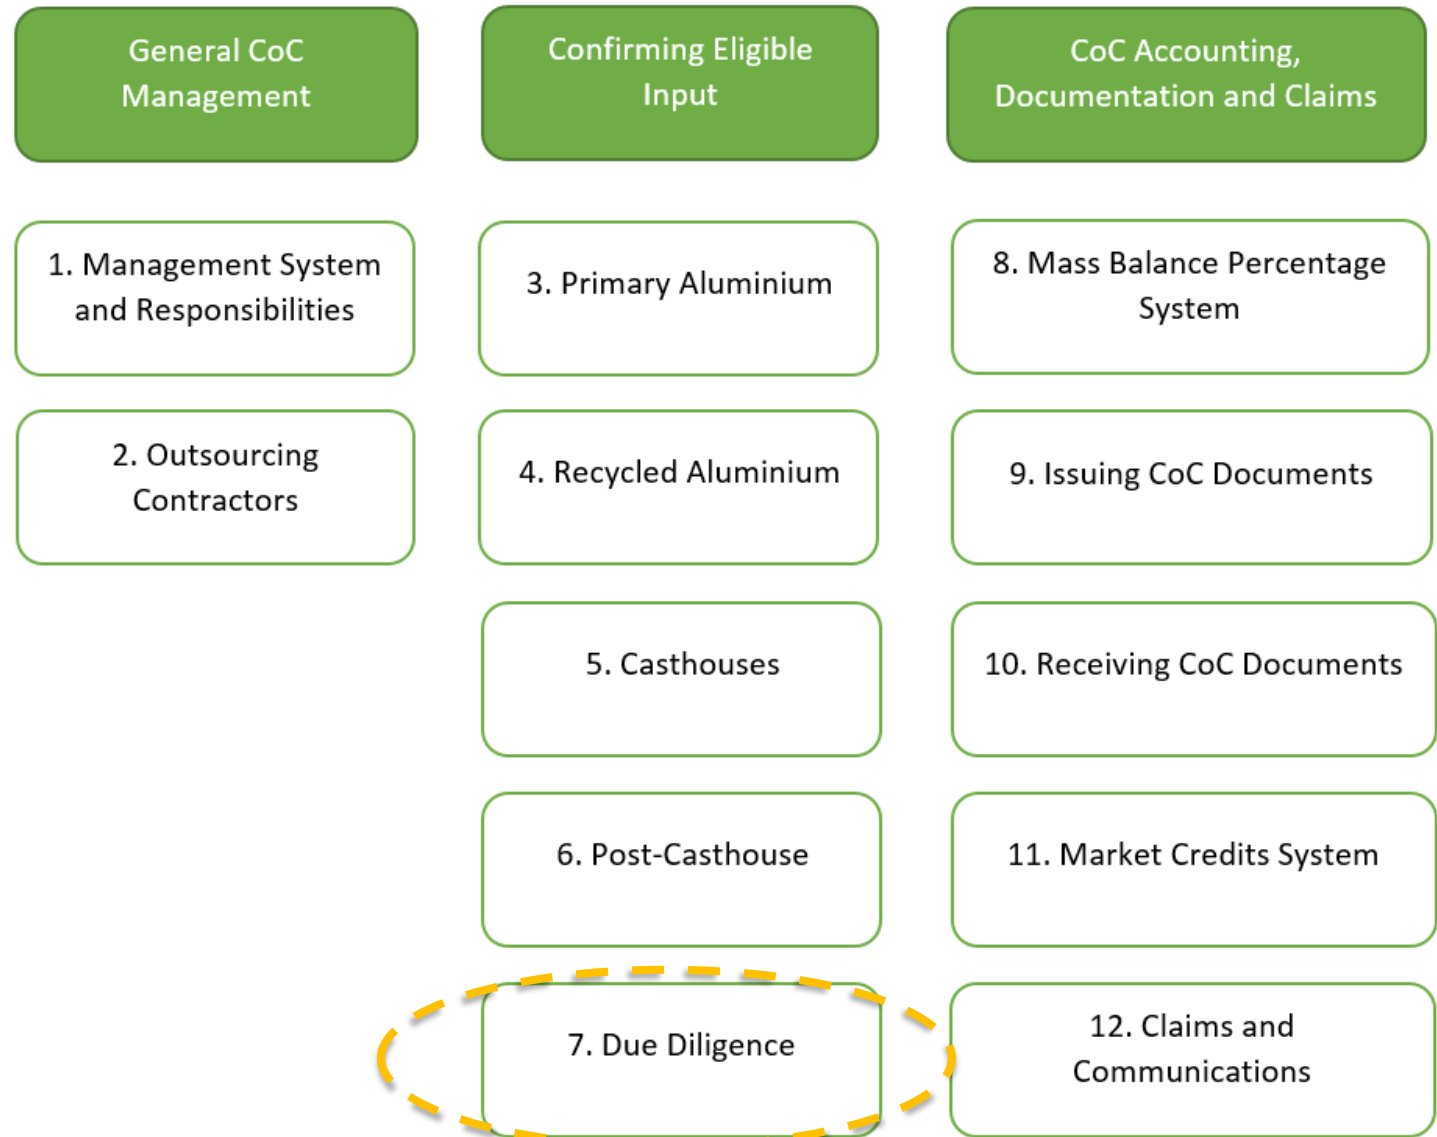 General CoC
Management
Confirming Eligible
Input
CoC Accounting,
Documentation and Claims
1. Management System
and Responsibilities
2. Outsourcing
Contractors
3. Primary Aluminium
4. Recycled Aluminium
5. Casthouses
6. Post-Casthouse
7. Due Diligence
8. Mass Balance Percentage
System
9. Issuing CoC Documents
10. Receiving CoC Documents
11. Market Credits System
12. Claims and
Communications